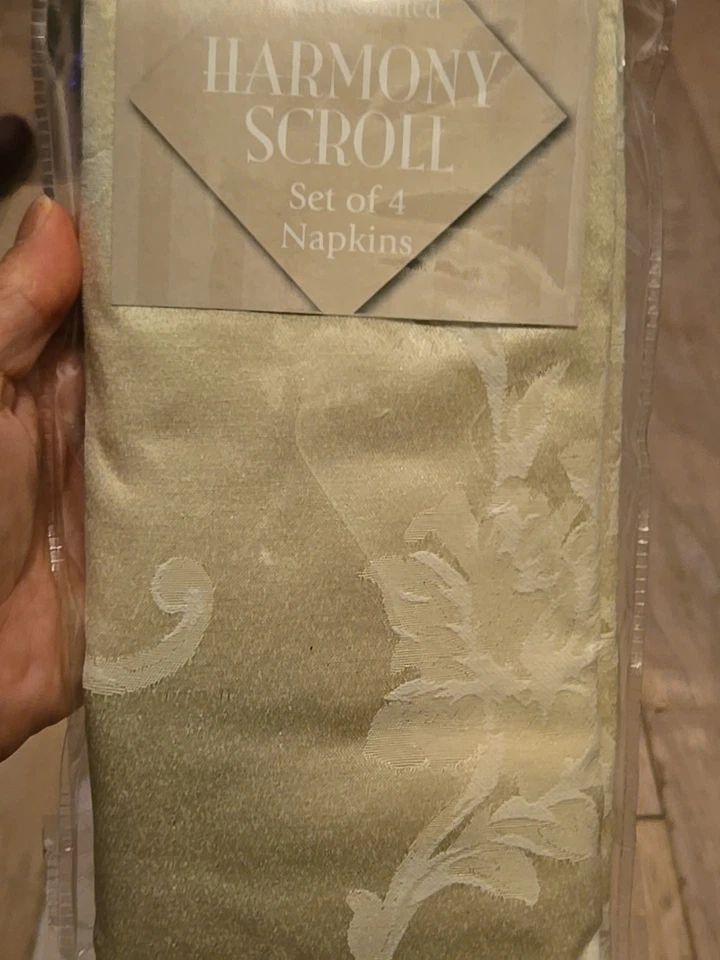 HARMONY
SCROLL
Set of 4
Napkins